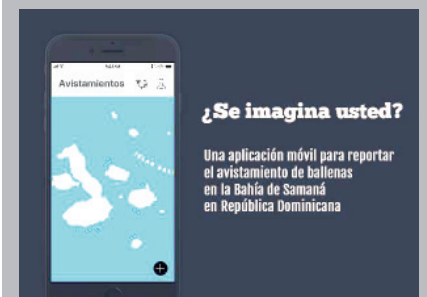 Avistamientos
¿Se imagina usted?
Una aplicación móvil para reportar
el avistamiento de ballenas
en la Bahía de Samaná
en República Dominicana